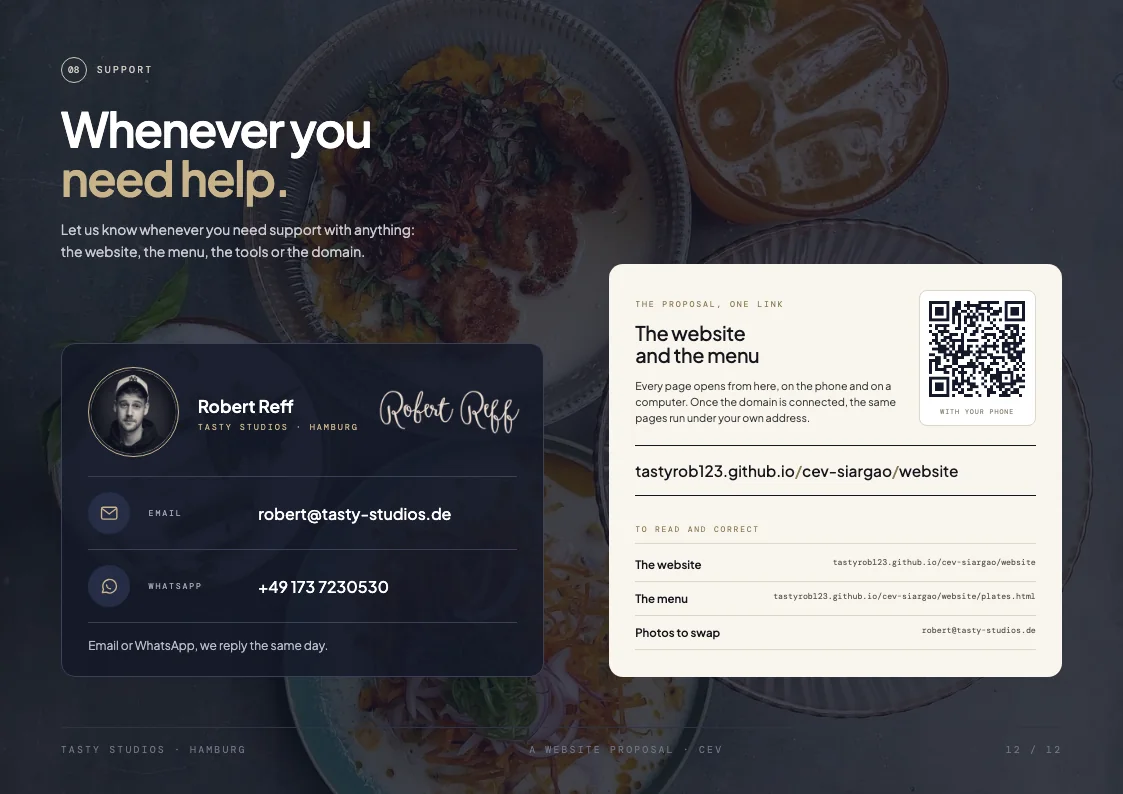 08 SUPPORT
Whenever you
need help.
Let us know whenever you need support with anything:
the website, the menu, the tools or the domain.
Robert Reff
TASTY STUDIOS · HAMBURG
Robert Reff
EMAIL
robert@tasty-studios.de
WHATSAPP
+49 173 7230530
Email or WhatsApp, we reply the same day.
THE PROPOSAL, ONE LINK
The website
and the menu
Every page opens from here, on the phone and on a
computer. Once the domain is connected, the same
pages run under your own address.
WITH YOUR PHONE
tastyrob123.github.io/cev-siargao/website
TO READ AND CORRECT
The website tastyrob123.github.io/cev-siargao/website
The menu tastyrob123.github.io/cev-siargao/website/plates.html
Photos to swap robert@tasty-studios.de
TASTY STUDIOS · HAMBURG
A WEBSITE PROPOSAL · CEV
12 / 12